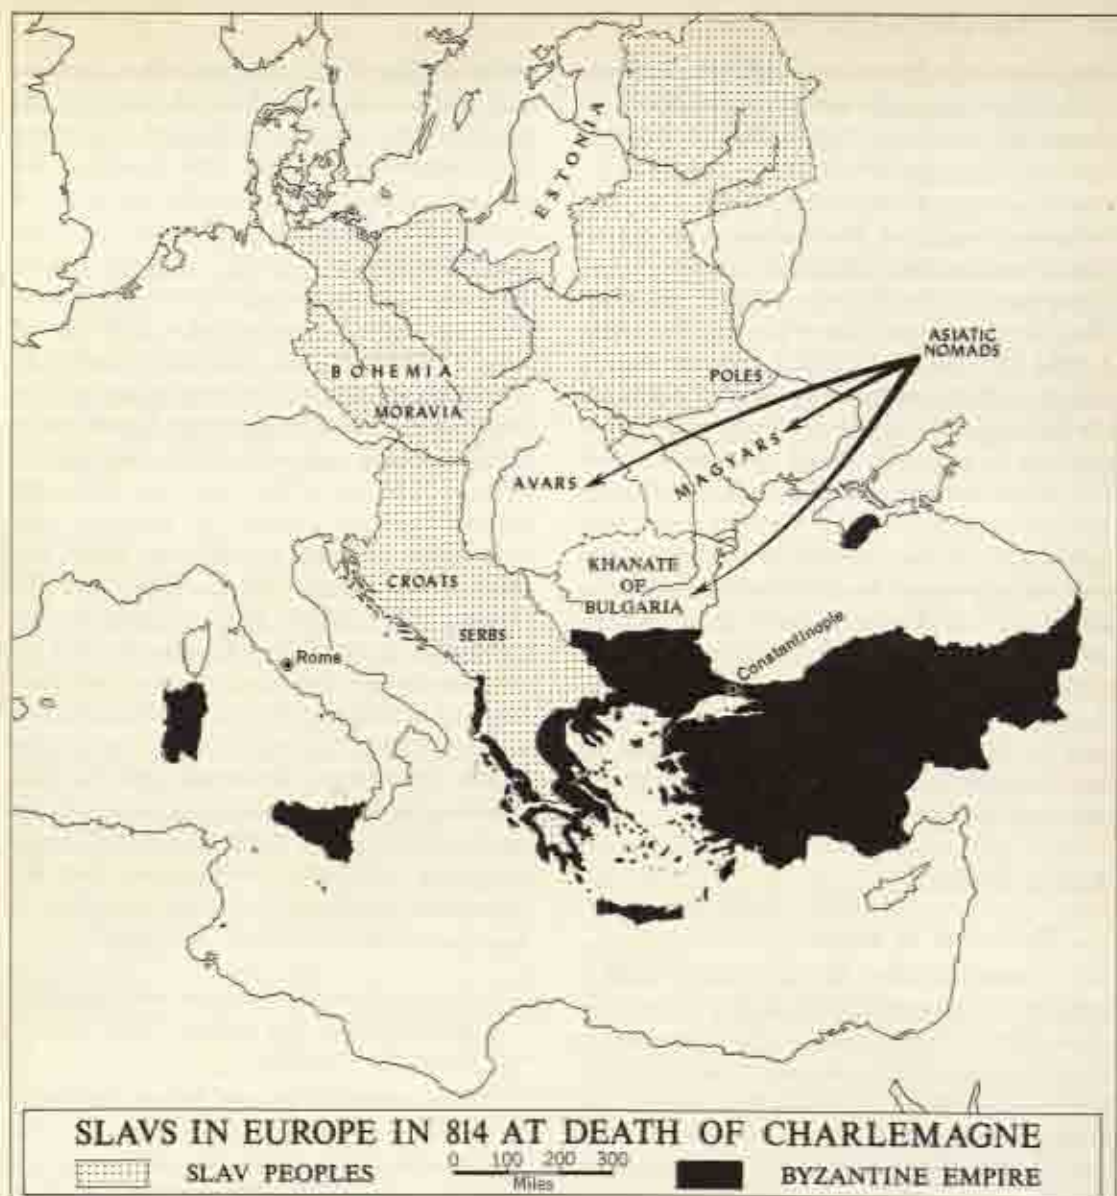 ESTONIA
ASIATIC
NOMADS
BOHEMIA
POLES
MORAVIA
MAGYARS
AVARS
KHANATE
OF
BULGARIA
CROATS
SERBS
Constantinople
Rome
SLAVS IN EUROPE IN 814 AT DEATH OF CHARLEMAGNE
SLAV PEOPLES
0 100 200 300
Miles
BYZANTINE EMPIRE